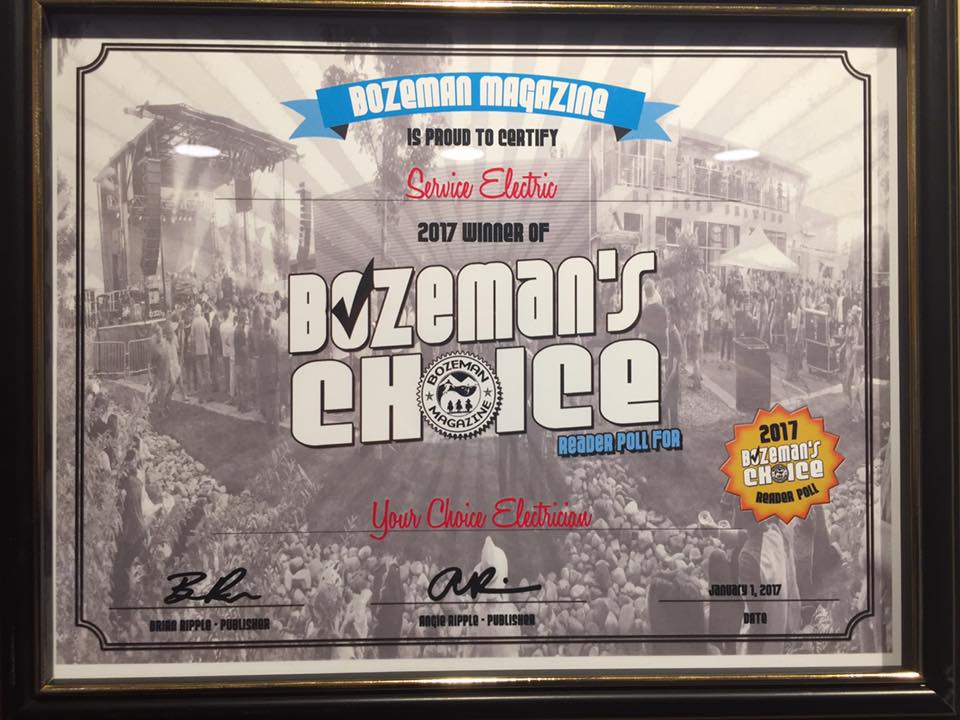 BOZEMAN MAGAZINE
IS PROUD TO CERTIFY
Service Electric
2017 WINNER OF
BOZEMAN'S
CHOICE
BOZEMAN
MAGAZINE
READER POLL FOR
2017
BOZEMAN'S
CHOICE
READER POLL
Your Choice Electrician
BRIAN RIPPLE - PUBLISHER
ANGIE RIPPLE - PUBLISHER
January 1, 2017
DATE